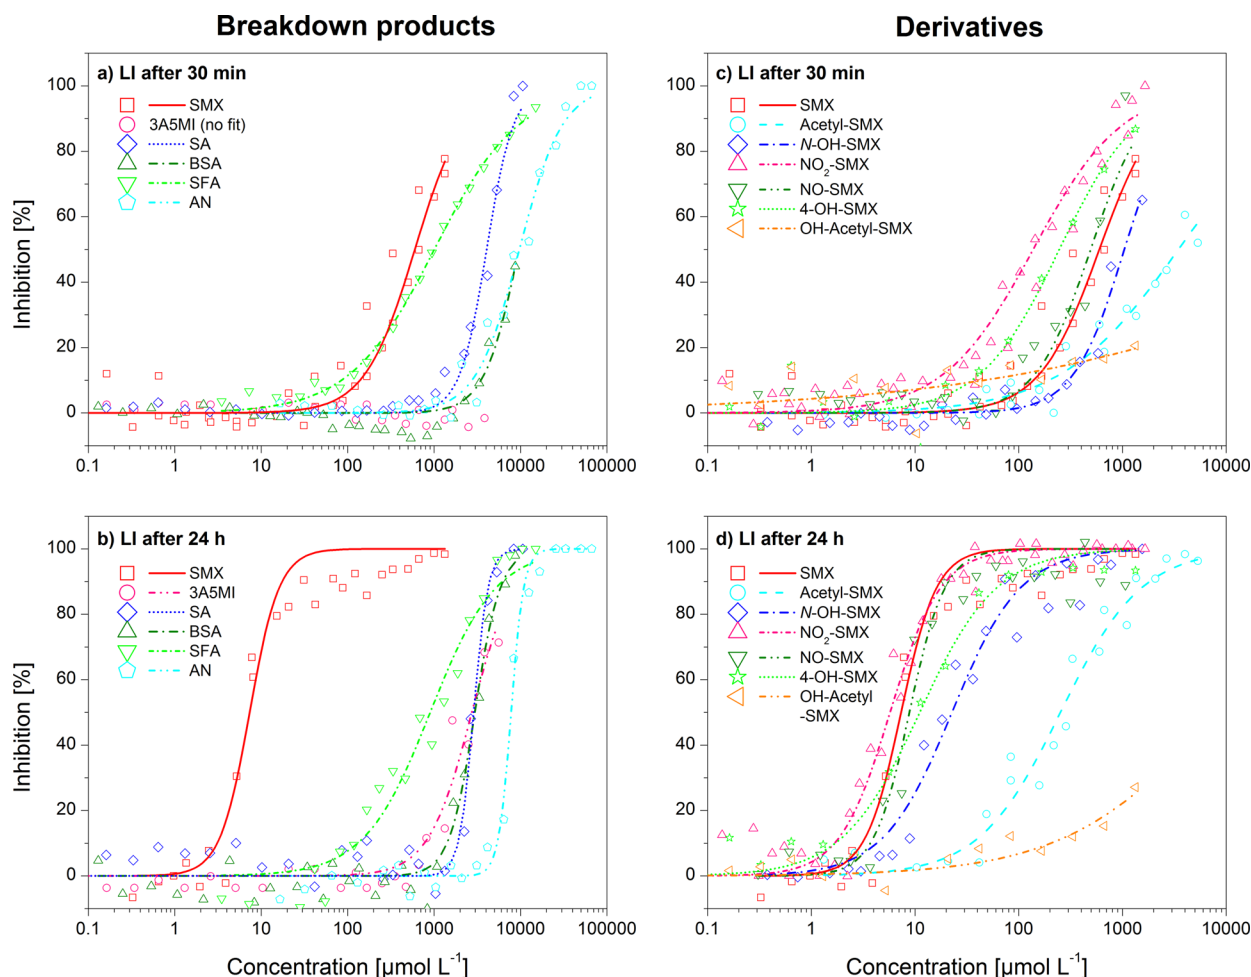 Breakdown products
Derivatives
a) LI after 30 min
SMX
3A5MI (no fit)
SA
BSA
SFA
AN
Inhibition [%]
100
80
60
40
20
0
0.1 1 10 100 1000 10000 100000
c) LI after 30 min
SMX
Acetyl-SMX
N-OH-SMX
NO2-SMX
NO-SMX
4-OH-SMX
OH-Acetyl-SMX
Inhibition [%]
100
80
60
40
20
0
0.1 1 10 100 1000 10000
b) LI after 24 h
SMX
3A5MI
SA
BSA
SFA
AN
Inhibition [%]
100
80
60
40
20
0
0.1 1 10 100 1000 10000 100000
Concentration [µmol L-1]
d) LI after 24 h
SMX
Acetyl-SMX
N-OH-SMX
NO2-SMX
NO-SMX
4-OH-SMX
OH-Acetyl
-SMX
Inhibition [%]
100
80
60
40
20
0
0.1 1 10 100 1000 10000
Concentration [µmol L-1]